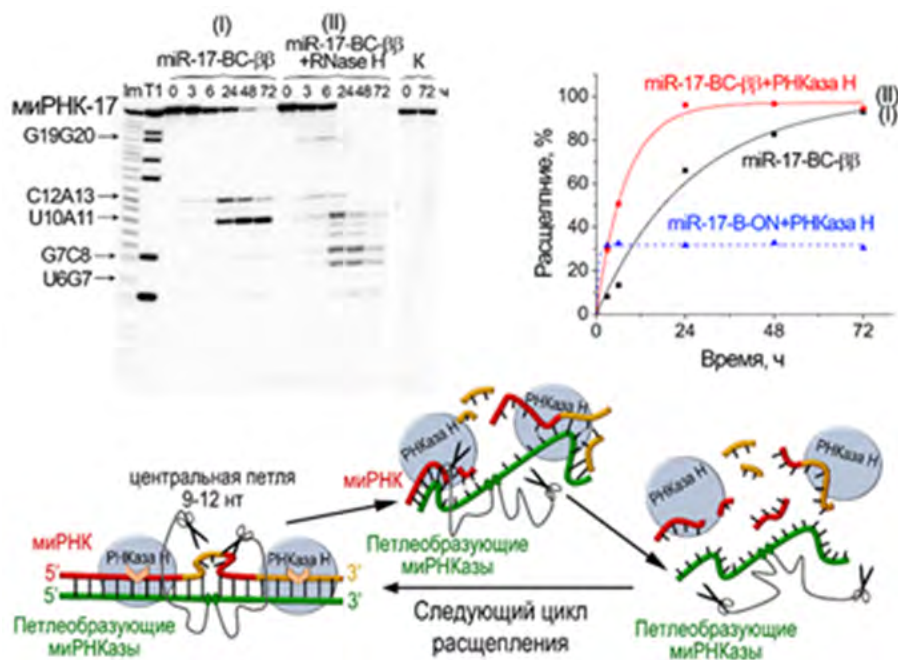 (I)
miR-17-BC-ββ
(II)
miR-17-BC-ββ
+RNase H
K
Im T1 0 3 6 24 48 72 0 3 6 24 48 72 0 72 ч
миРНК-17
G19G20
C12A13
U10A11
G7C8
U6G7
Расщелпние, %
100
80
60
40
20
0
0 24 48 72
Время, ч
miR-17-BC-ββ+РНКаза Н
(II)
(I)
miR-17-BC-ββ
miR-17-B-ON+РНКаза Н
центральная петля
9-12 нт
миРНК
РНКаза Н
РНКаза Н
5'
3'
5'
3'
Петлеобразующие
миРНКазы
РНКаза Н
РНКаза Н
миРНК
Петлеобразующие
миРНКазы
РНКаза Н
РНКаза Н
Петлеобразующие
миРНКазы
Следующий цикл
расщепления